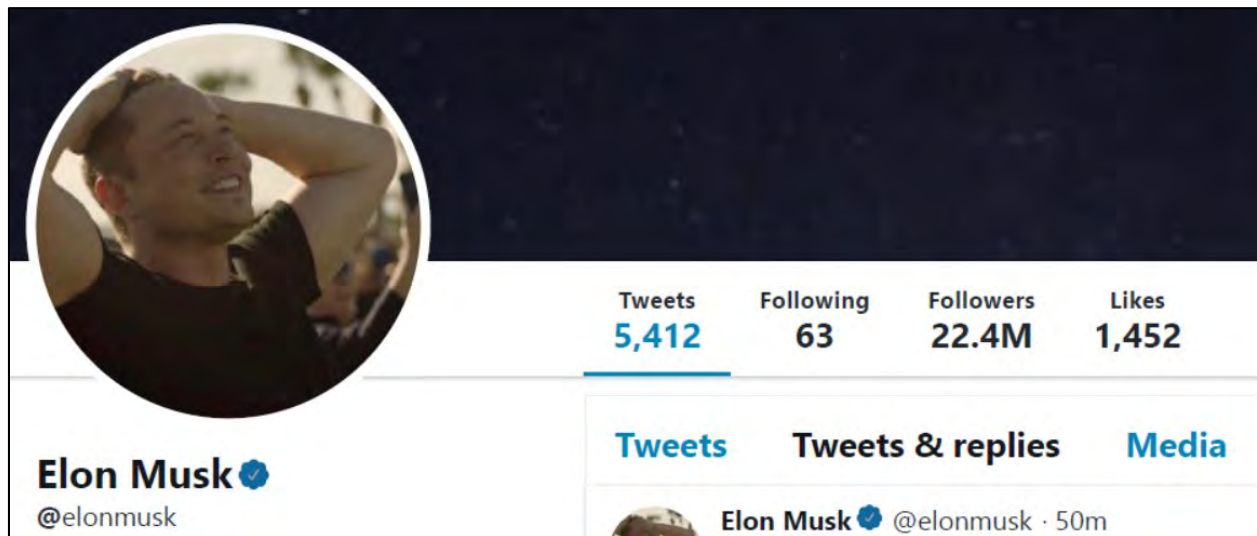 Tweets Following Followers Likes
5,412 63 22.4M 1,452
Tweets Tweets & replies Media
Elon Musk
@elonmusk
Elon Musk @elonmusk · 50m